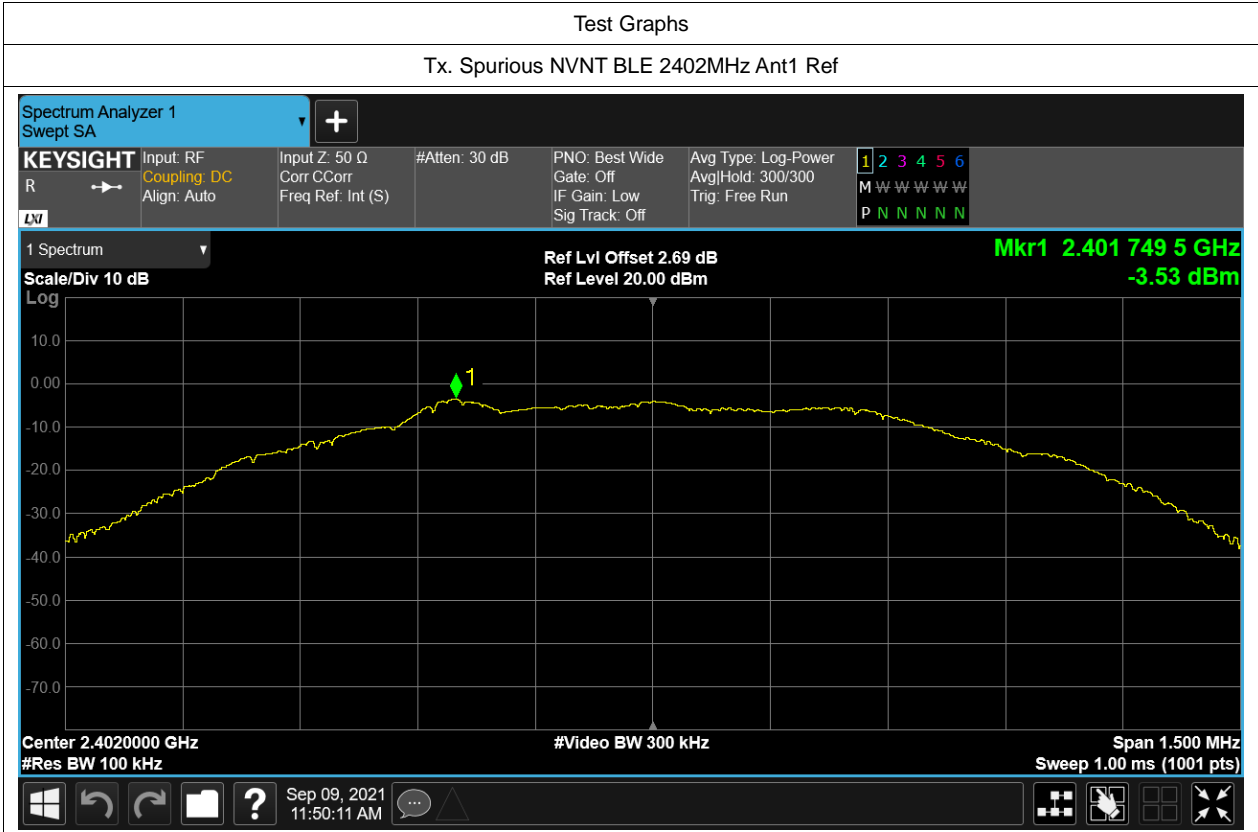 Test Graphs
Tx. Spurious NVNT BLE 2402MHz Ant1 Ref
Spectrum Analyzer 1
Swept SA
+
KEYSIGHT
R
LXI
Input: RF
Coupling: DC
Align: Auto
Input Z: 50 Ω
Corr CCorr
Freq Ref: Int (S)
#Atten: 30 dB
PNO: Best Wide
Gate: Off
IF Gain: Low
Sig Track: Off
Avg Type: Log-Power
Avg|Hold: 300/300
Trig: Free Run
1 2 3 4 5 6
M W W W W W
P N N N N N
1 Spectrum
Scale/Div 10 dB
Log
Ref Lvl Offset 2.69 dB
Ref Level 20.00 dBm
Mkr1 2.401 749 5 GHz
-3.53 dBm
10.0
0.00
-10.0
-20.0
-30.0
-40.0
-50.0
-60.0
-70.0
1
Center 2.4020000 GHz
#Res BW 100 kHz
#Video BW 300 kHz
Span 1.500 MHz
Sweep 1.00 ms (1001 pts)
?
Sep 09, 2021
11:50:11 AM